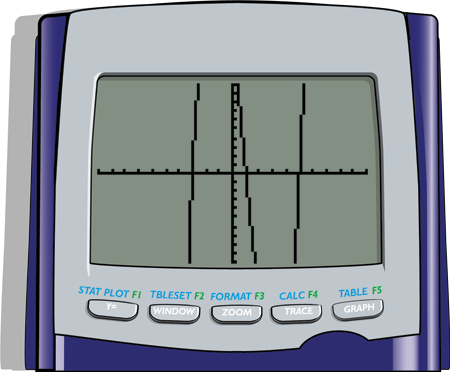 STAT PLOT F1 TBLESET F2 FORMAT F3 CALC F4 TABLE F5
Y= WINDOW ZOOM TRACE GRAPH